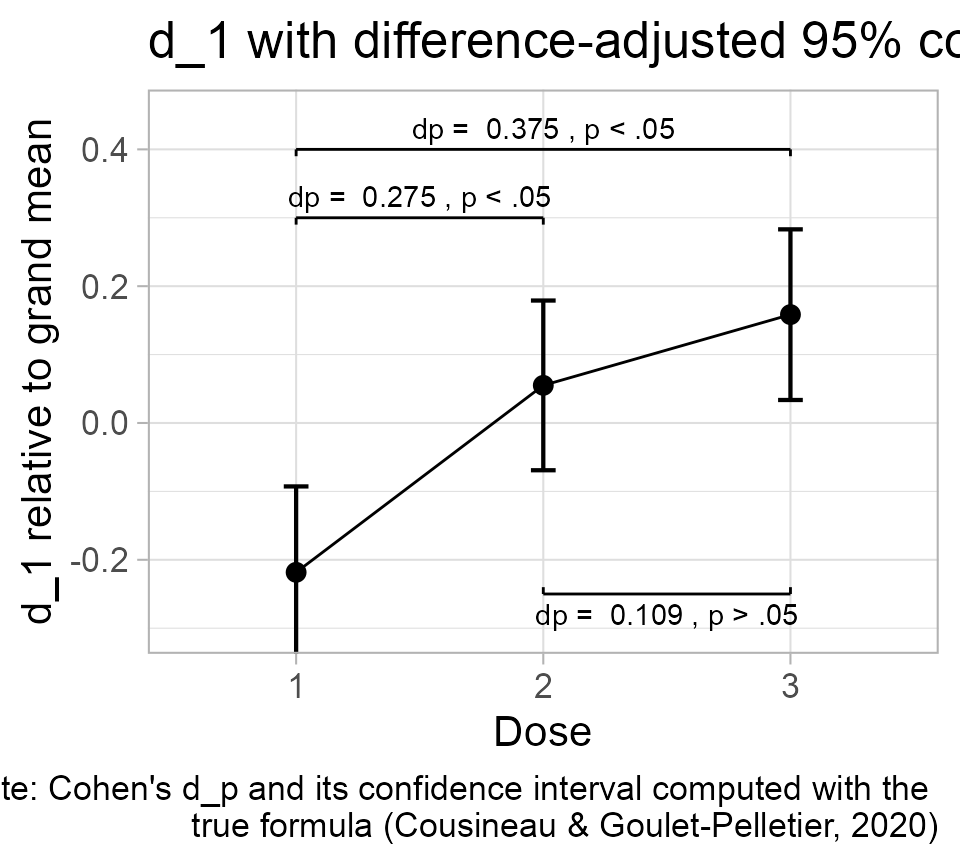 d_1 with difference-adjusted 95% co
d_1 relative to grand mean
0.4
0.2
0.0
-0.2
dp = 0.375 , p < .05
dp = 0.275 , p < .05
dp = 0.109 , p > .05
1 2 3
Dose
te: Cohen's d_p and its confidence interval computed with the
true formula (Cousineau & Goulet-Pelletier, 2020)